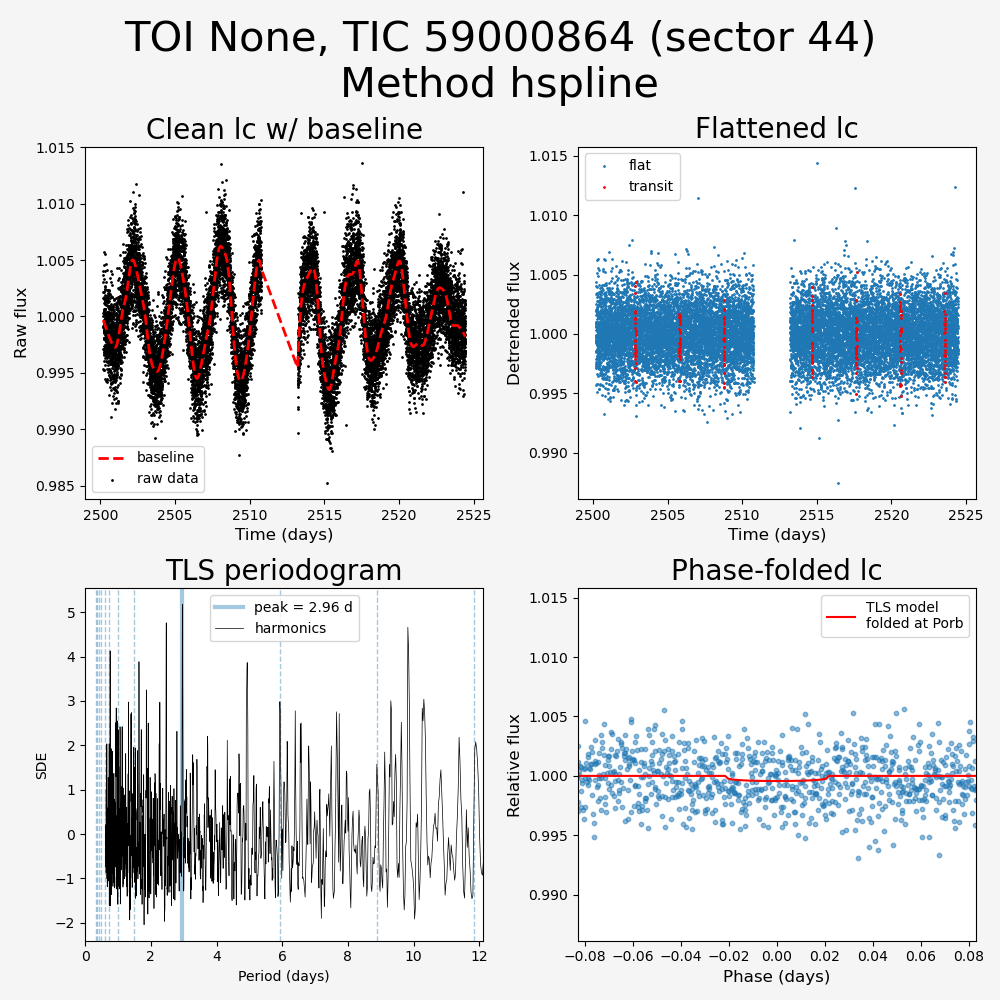 TOI None, TIC 59000864 (sector 44)
Method hspline
Clean lc w/ baseline
1.015
1.010
1.005
1.000
0.995
0.990
0.985
Raw flux
baseline
raw data
2500 2505 2510 2515 2520 2525
Time (days)
Flattened lc
flat
transit
1.015
1.010
1.005
1.000
0.995
0.990
Detrended flux
2500 2505 2510 2515 2520 2525
Time (days)
TLS periodogram
peak = 2.96 d
harmonics
5
4
3
2
1
0
−1
−2
SDE
0 2 4 6 8 10 12
Period (days)
Phase-folded lc
TLS model
folded at Porb
1.015
1.010
1.005
1.000
0.995
0.990
Relative flux
−0.08 −0.06 −0.04 −0.02 0.00 0.02 0.04 0.06 0.08
Phase (days)